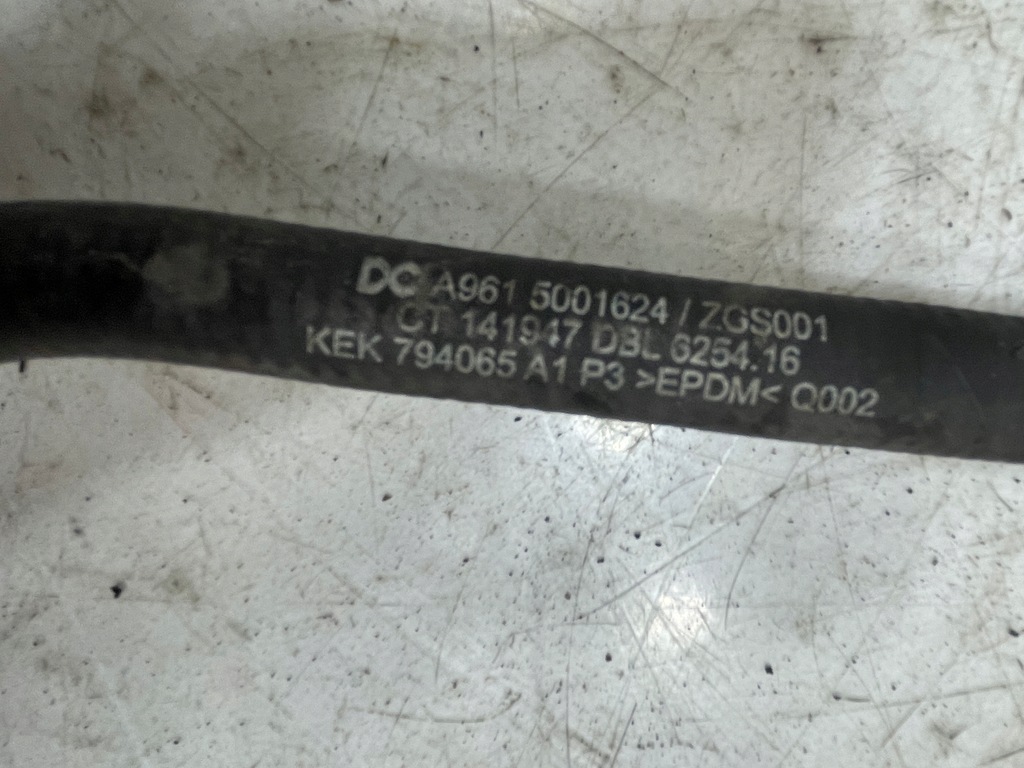 DC A961 5001624 / ZGS001
CT 141947 DBL 6254.16
KEK 794065 A1 P3 >EPDM< Q002